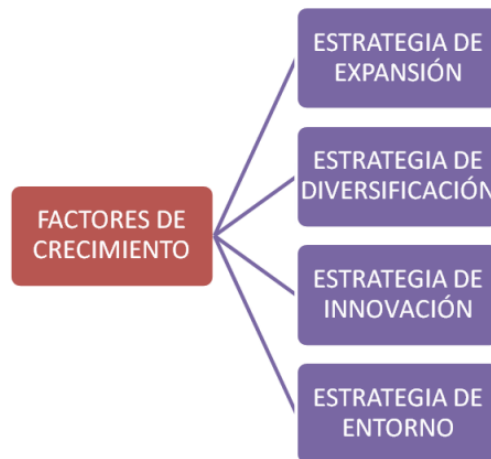 ESTRATEGIA DE
EXPANSIÓN
ESTRATEGIA DE
DIVERSIFICACIÓN
FACTORES DE
CRECIMIENTO
ESTRATEGIA DE
INNOVACIÓN
ESTRATEGIA DE
ENTORNO